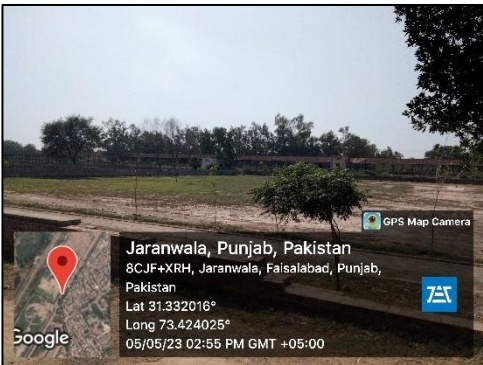 GPS Map Camera
Jaranwala, Punjab, Pakistan
8CJF+XRH, Jaranwala, Faisalabad, Punjab,
Pakistan
Lat 31.332016°
Long 73.424025°
05/05/23 02:55 PM GMT +05:00
Google